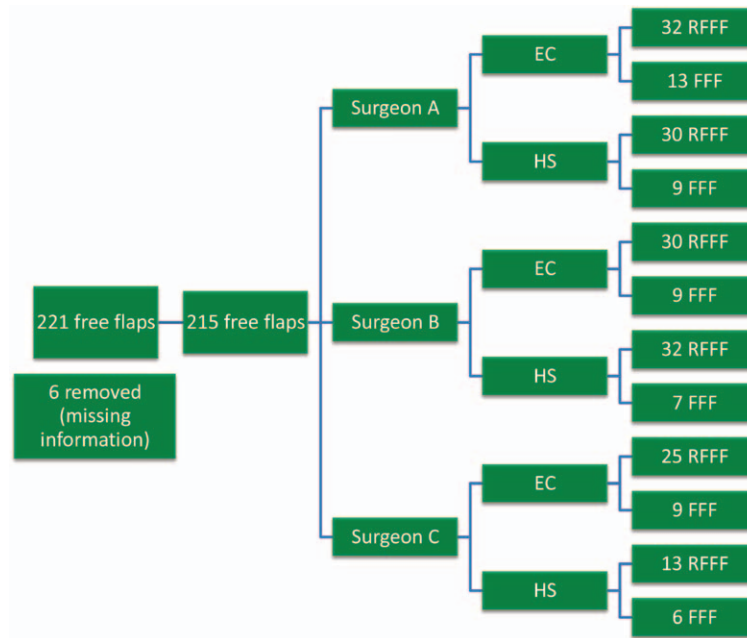 221 free flaps
6 removed
(missing
information)
215 free flaps
Surgeon A
EC
32 RFFF
13 FFF
HS
30 RFFF
9 FFF
Surgeon B
EC
30 RFFF
9 FFF
HS
32 RFFF
7 FFF
Surgeon C
EC
25 RFFF
9 FFF
HS
13 RFFF
6 FFF